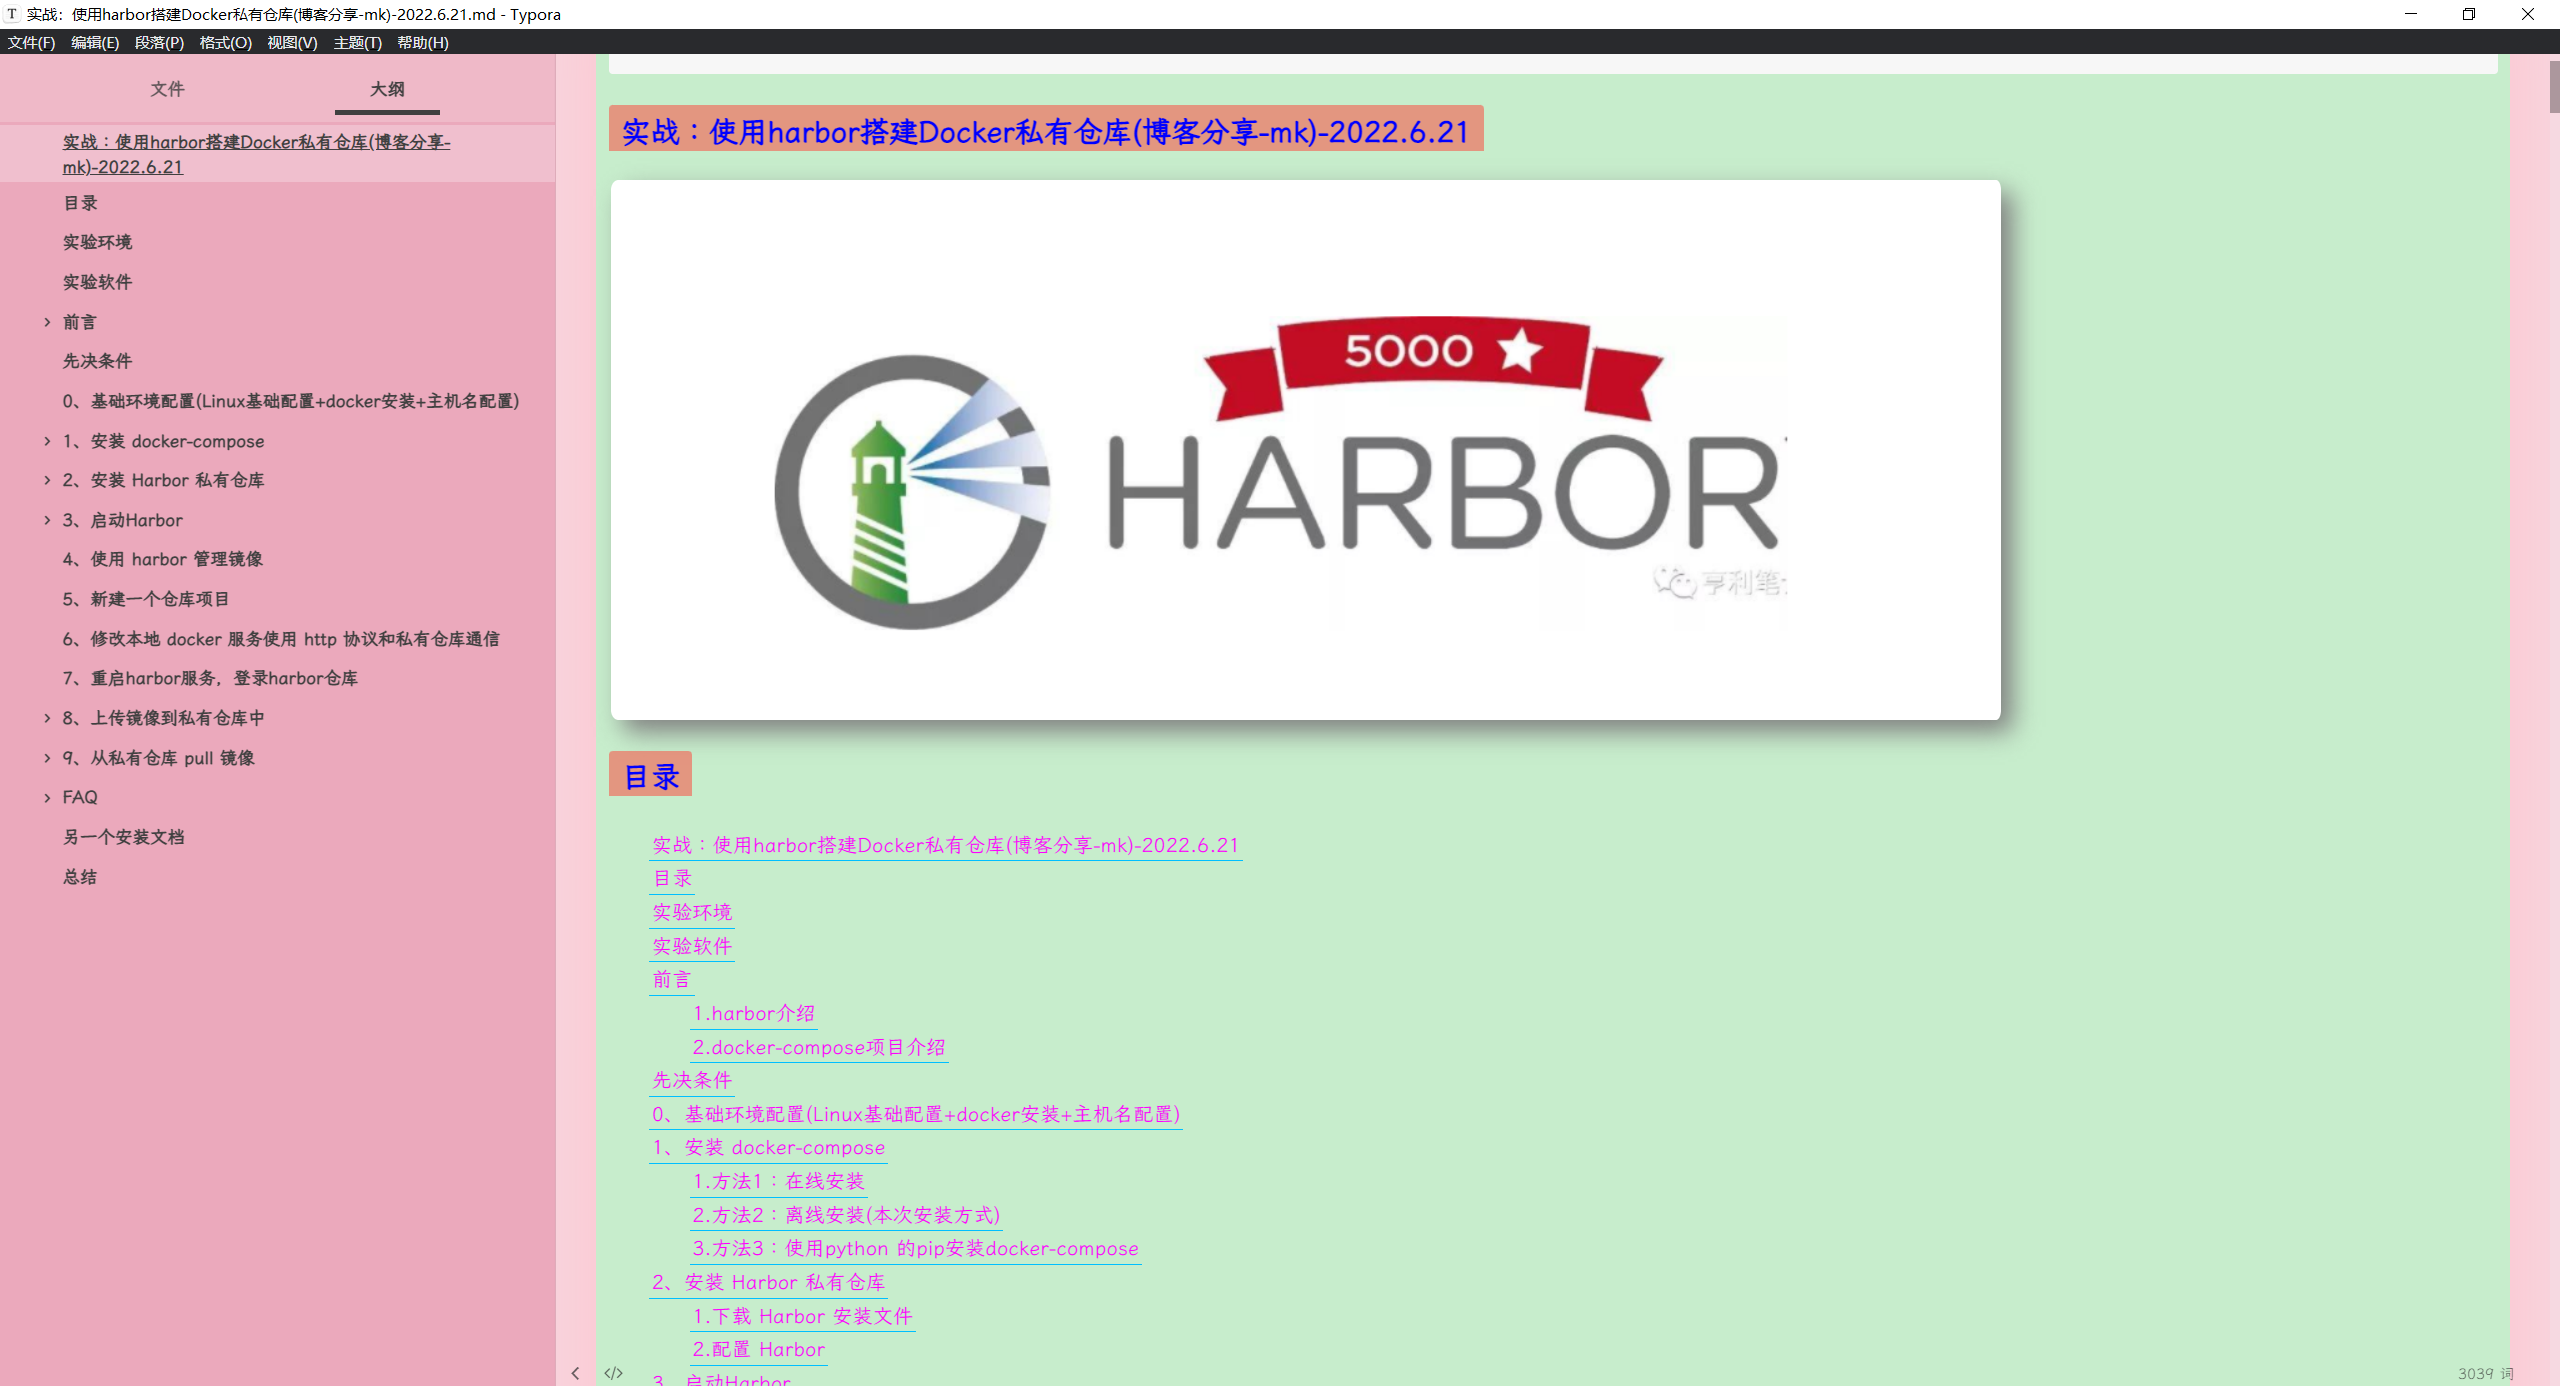 T 实战：使用harbor搭建Docker私有仓库(博客分享-mk)-2022.6.21.md - Typora
文件(F) 编辑(E) 段落(P) 格式(O) 视图(V) 主题(T) 帮助(H)
文件 大纲
实战：使用harbor搭建Docker私有仓库(博客分享-
mk)-2022.6.21
目录
实验环境
实验软件
前言
先决条件
0、基础环境配置(Linux基础配置+docker安装+主机名配置)
1、安装 docker-compose
2、安装 Harbor 私有仓库
3、启动Harbor
4、使用 harbor 管理镜像
5、新建一个仓库项目
6、修改本地 docker 服务使用 http 协议和私有仓库通信
7、重启harbor服务，登录harbor仓库
8、上传镜像到私有仓库中
9、从私有仓库 pull 镜像
FAQ
另一个安装文档
总结
实战：使用harbor搭建Docker私有仓库(博客分享-mk)-2022.6.21
5000
HARBOR
亨利笔
目录
实战：使用harbor搭建Docker私有仓库(博客分享-mk)-2022.6.21
目录
实验环境
实验软件
前言
1.harbor介绍
2.docker-compose项目介绍
先决条件
0、基础环境配置(Linux基础配置+docker安装+主机名配置)
1、安装 docker-compose
1.方法1：在线安装
2.方法2：离线安装(本次安装方式)
3.方法3：使用python 的pip安装docker-compose
2、安装 Harbor 私有仓库
1.下载 Harbor 安装文件
2.配置 Harbor
3、启动Harbor
3039 词